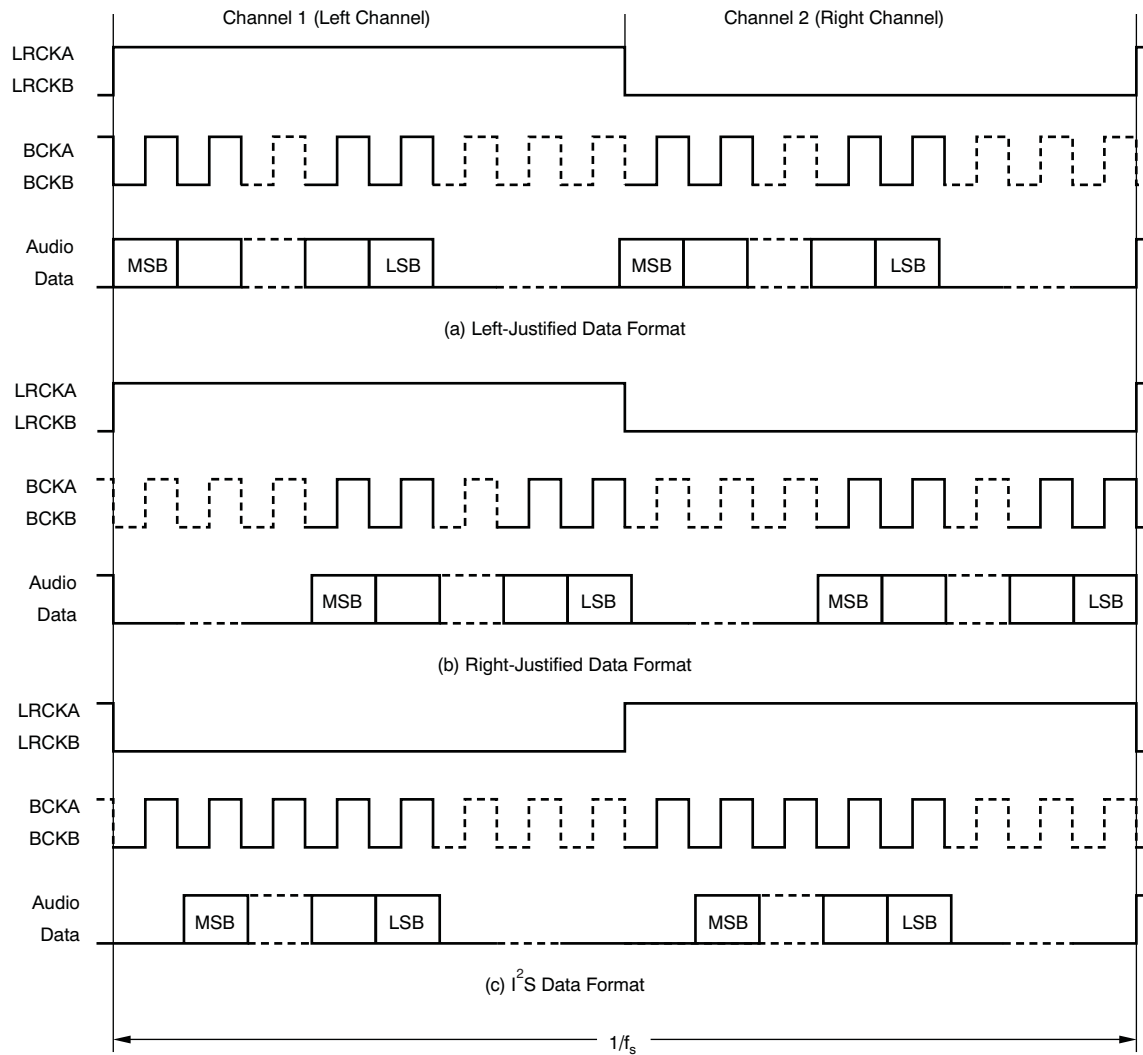 Channel 1 (Left Channel) Channel 2 (Right Channel)
LRCKA
LRCKB
BCKA
BCKB
Audio
Data
MSB LSB MSB LSB
(a) Left-Justified Data Format
LRCKA
LRCKB
BCKA
BCKB
Audio
Data
MSB LSB MSB LSB
(b) Right-Justified Data Format
LRCKA
LRCKB
BCKA
BCKB
Audio
Data
MSB LSB MSB LSB
(c) I²S Data Format
1/fₛ